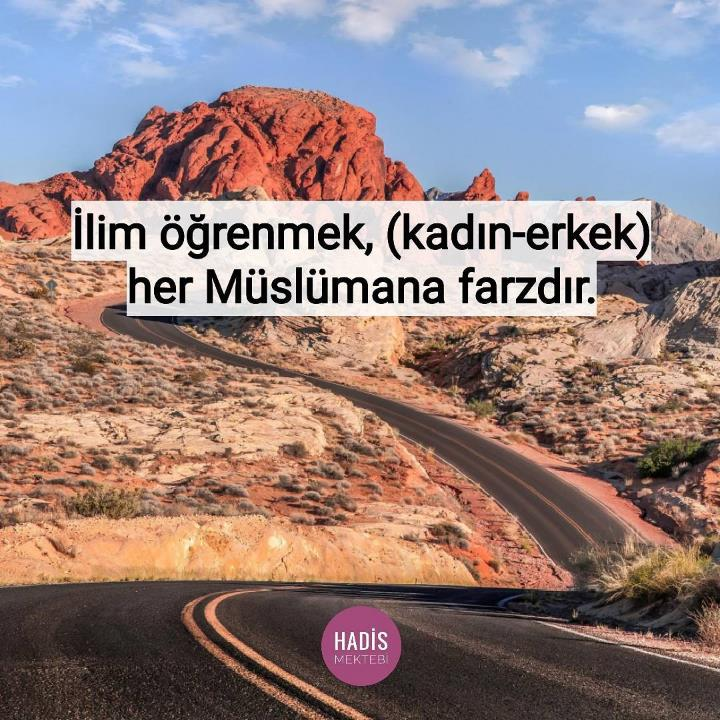 İlim öğrenmek, (kadın-erkek)
her Müslümana farzdır.
HADİS
MEKTEBİ